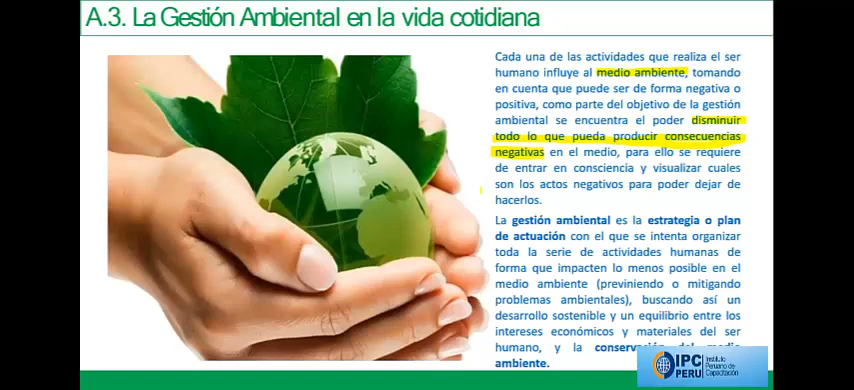 A.3. La Gestión Ambiental en la vida cotidiana
Cada una de las actividades que realiza el ser
humano influye al medio ambiente, tomando
en cuenta que puede ser de forma negativa o
positiva, como parte del objetivo de la gestión
ambiental se encuentra el poder disminuir
todo lo que pueda producir consecuencias
negativas en el medio, para ello se requiere
de entrar en consciencia y visualizar cuales
son los actos negativos para poder dejar de
hacerlos.
La gestión ambiental es la estrategia o plan
de actuación con el que se intenta organizar
toda la serie de actividades humanas de
forma que impacten lo menos posible en el
medio ambiente (previniendo o mitigando
problemas ambientales), buscando así un
desarrollo sostenible y un equilibrio entre los
intereses económicos y materiales del ser
humano, y la conservación del medio
ambiente.
IPC
PERU
Instituto
Peruano de
Capacitación